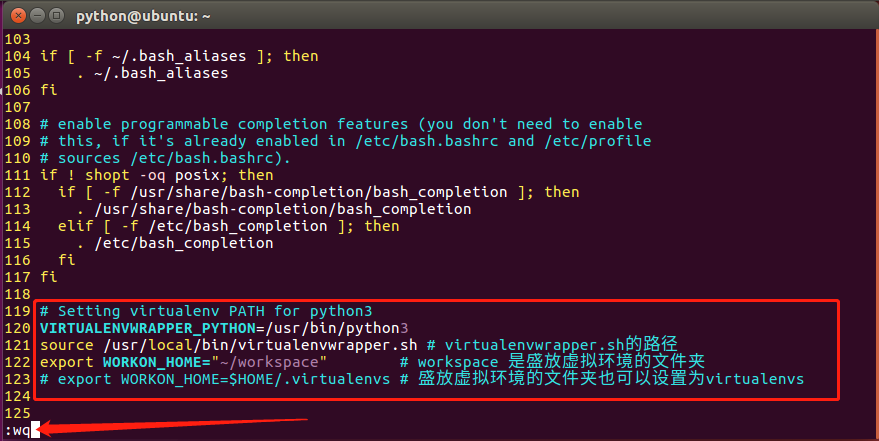 python@ubuntu: ~
103
104 if [ -f ~/.bash_aliases ]; then
105     . ~/.bash_aliases
106 fi
107
108 # enable programmable completion features (you don't need to enable
109 # this, if it's already enabled in /etc/bash.bashrc and /etc/profile
110 # sources /etc/bash.bashrc).
111 if ! shopt -oq posix; then
112   if [ -f /usr/share/bash-completion/bash_completion ]; then
113     . /usr/share/bash-completion/bash_completion
114   elif [ -f /etc/bash_completion ]; then
115     . /etc/bash_completion
116   fi
117 fi
118
119 # Setting virtualenv PATH for python3
120 VIRTUALENVWRAPPER_PYTHON=/usr/bin/python3
121 source /usr/local/bin/virtualenvwrapper.sh # virtualenvwrapper.sh的路径
122 export WORKON_HOME="~/workspace"        # workspace 是盛放虚拟环境的文件夹
123 # export WORKON_HOME=$HOME/.virtualenvs # 盛放虚拟环境的文件夹也可以设置为virtualenvs
124
125
:wq